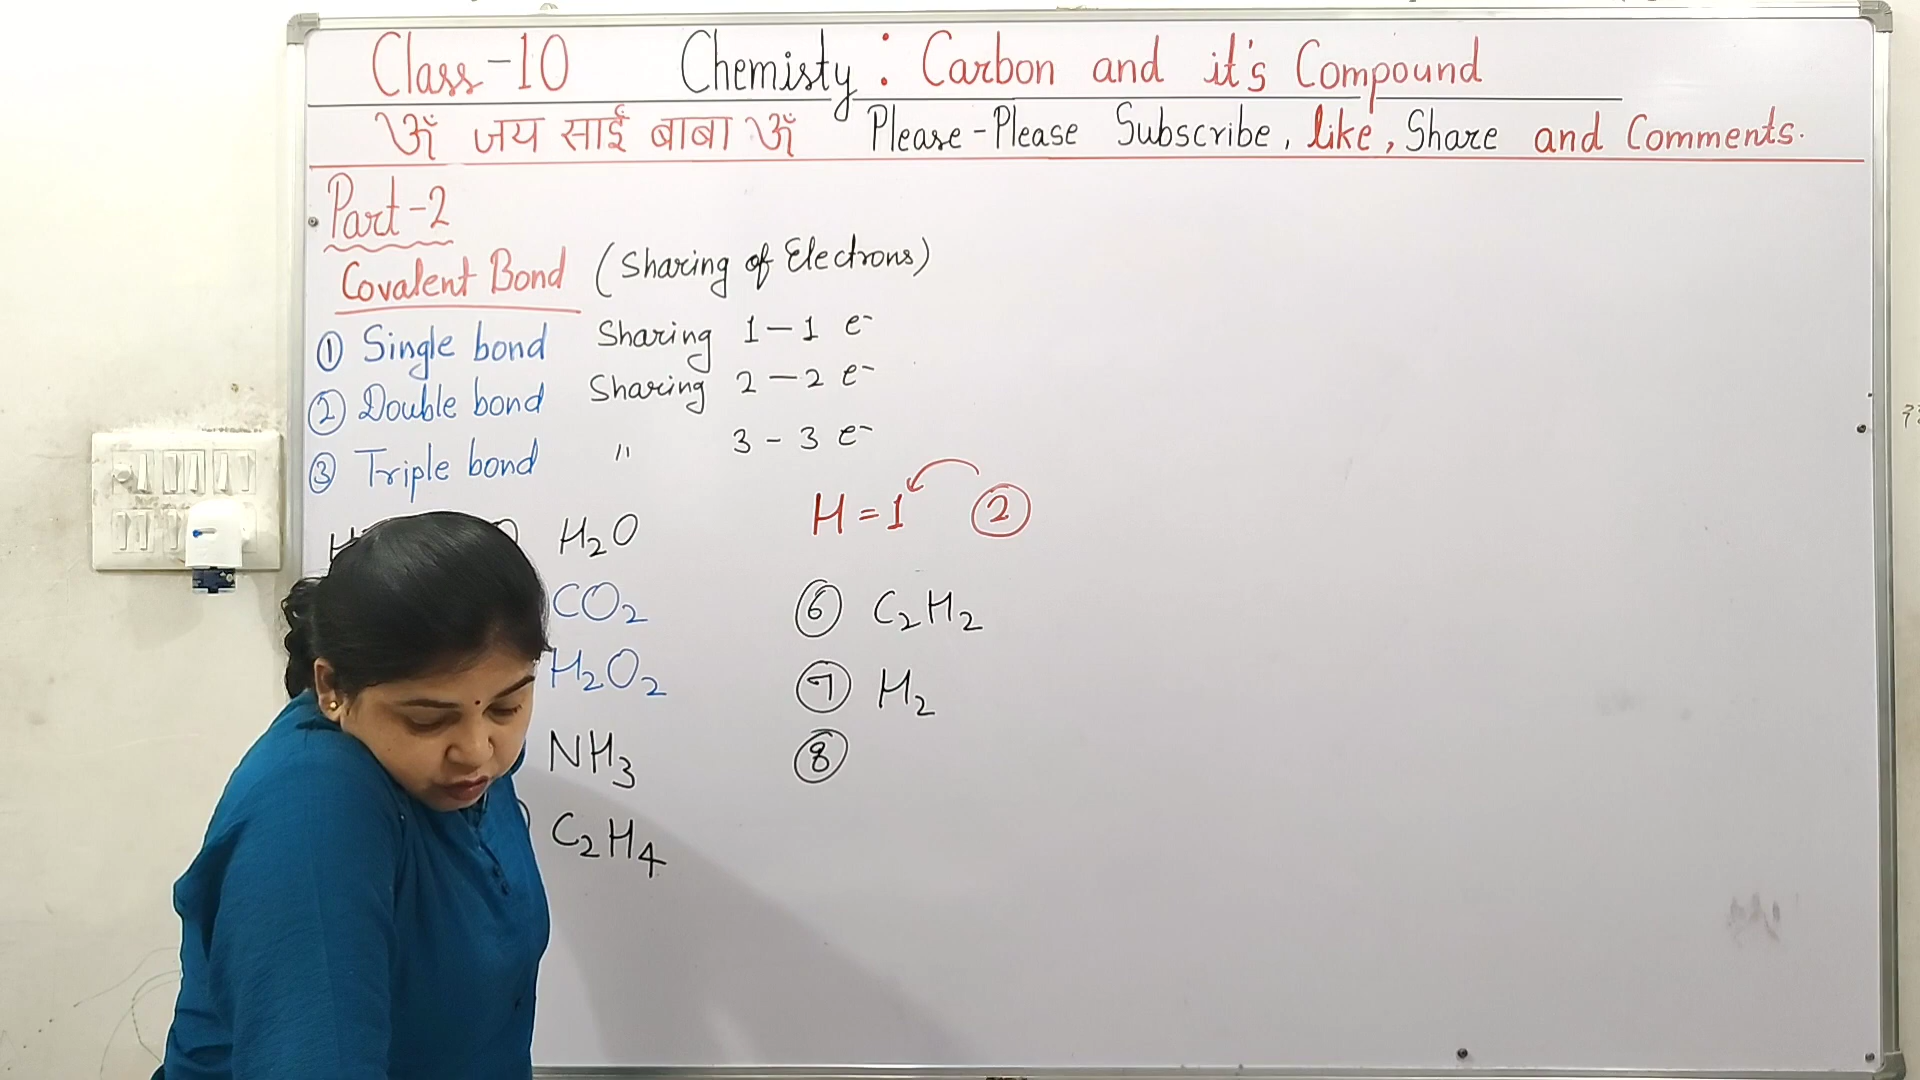 Class-10 Chemisty : Carbon and it's Compound
ॐ जय साईं बाबा ॐ Please-Please Subscribe, like, Share and Comments.
Part-2
Covalent Bond (Sharing of Electrons)
① Single bond Sharing 1-1 e⁻
② Double bond Sharing 2-2 e⁻
③ Triple bond " 3-3 e⁻
H=1 ②
H₂O
CO₂
H₂O₂
NH₃
C₂H₄
⑥ C₂H₂
⑦ H₂
⑧